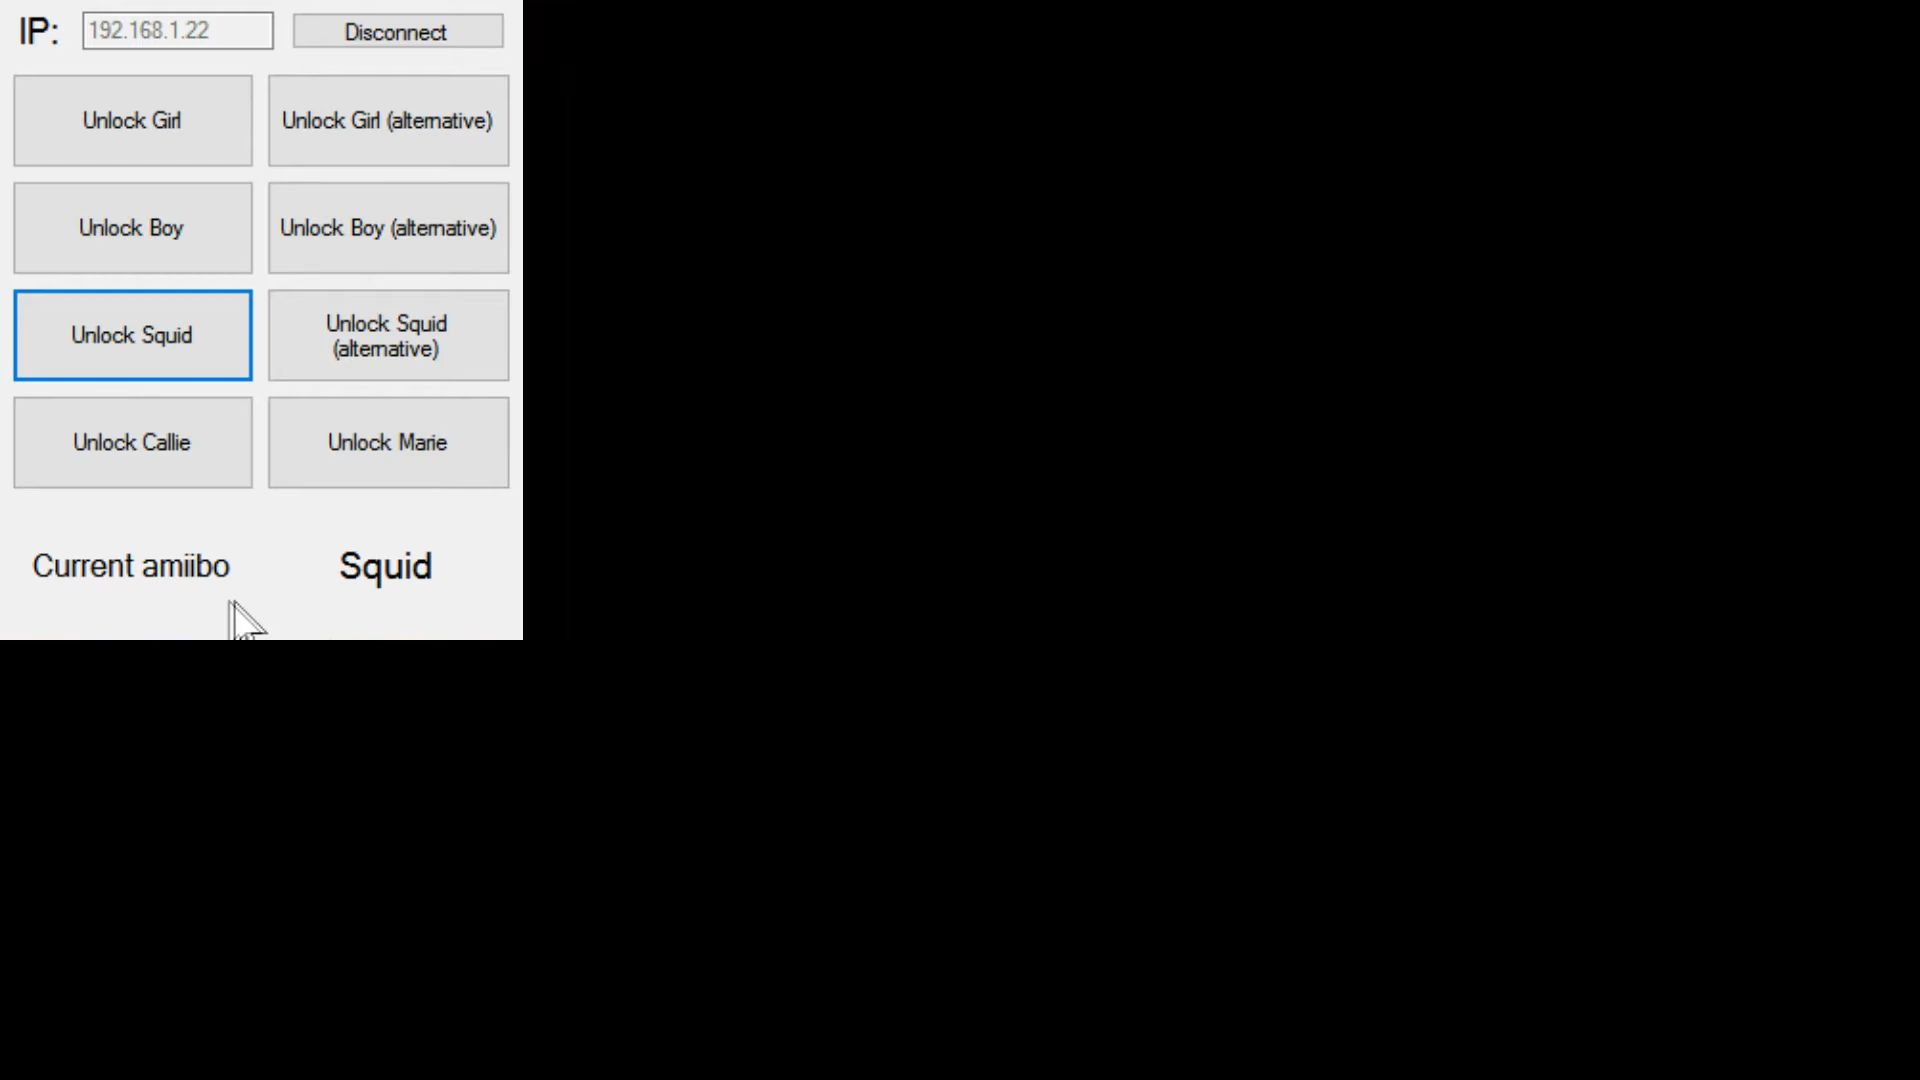 IP: 192.168.1.22 Disconnect
Unlock Girl Unlock Girl (alternative)
Unlock Boy Unlock Boy (alternative)
Unlock Squid
Unlock Squid
(alternative)
Unlock Callie Unlock Marie
Current amiibo Squid